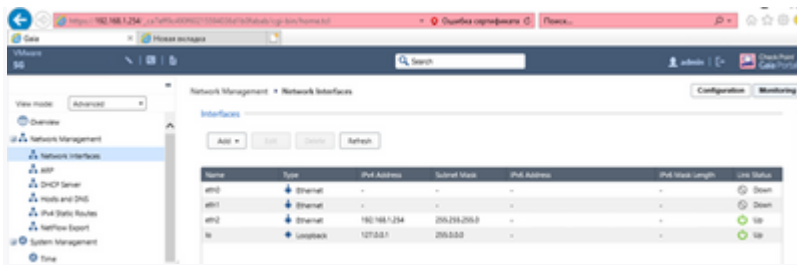 https://192.168.1.254/
Ошибка сертификата
Поиск...
Gaia
Новая вкладка
VMware
SG
Search
admin
Check Point
Gaia Portal
View mode: Advanced
Network Management Network Interfaces
Configuration Monitoring
Overview
Network Management
Network Interfaces
ARP
DHCP Server
Hosts and DNS
IPv4 Static Routes
NetFlow Export
System Management
Time
Interfaces
Add Edit Delete Refresh
Name Type IPv4 Address Subnet Mask IPv6 Address IPv6 Mask Length Link Status
eth0 Ethernet - - - - Down
eth1 Ethernet - - - - Down
eth2 Ethernet 192.168.1.254 255.255.255.0 - - Up
lo Loopback 127.0.0.1 255.0.0.0 - - Up